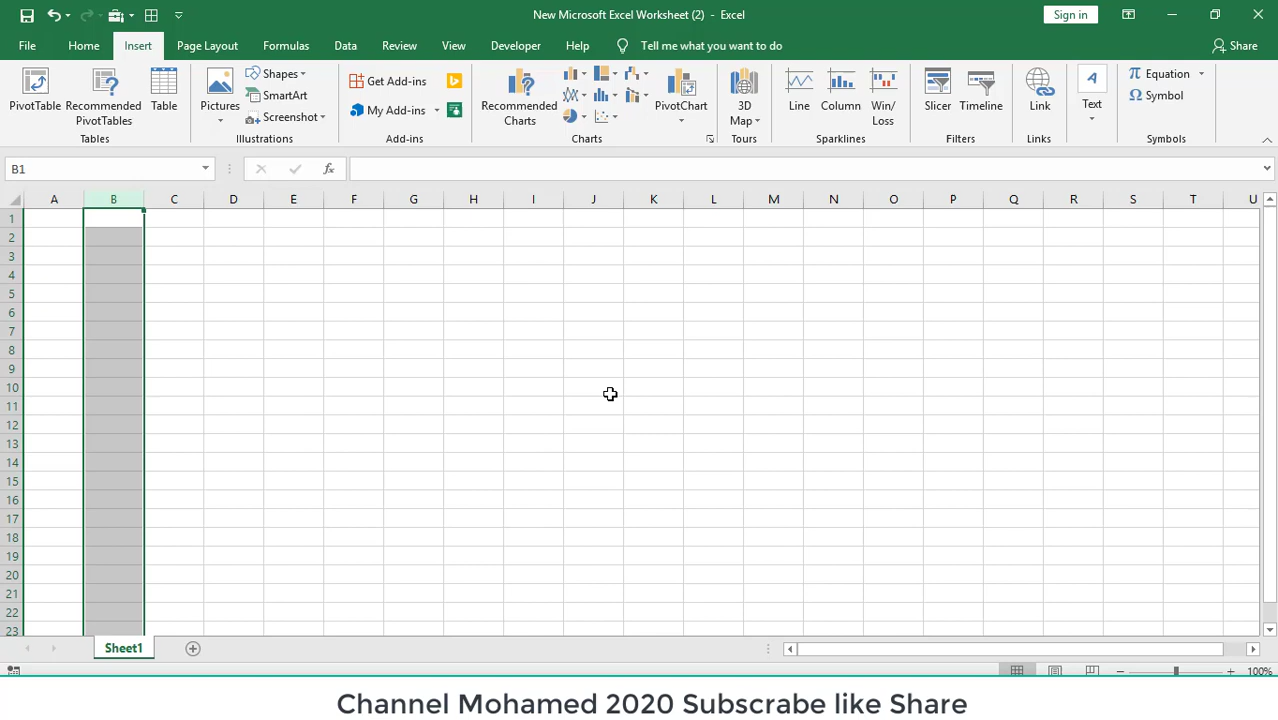 New Microsoft Excel Worksheet (2) - Excel
Sign in
File Home Insert Page Layout Formulas Data Review View Developer Help Tell me what you want to do
Share
PivotTable
Recommended PivotTables
Table
Tables
Pictures
Shapes
SmartArt
Screenshot
Illustrations
Get Add-ins
My Add-ins
Add-ins
Recommended Charts
PivotChart
Charts
3D Map
Tours
Line
Column
Win/ Loss
Sparklines
Slicer
Timeline
Filters
Link
Links
A
Text
π Equation
Ω Symbol
Symbols
B1
fx
A B C D E F G H I J K L M N O P Q R S T U
1
2
3
4
5
6
7
8
9
10
11
12
13
14
15
16
17
18
19
20
21
22
23
Sheet1
100%
Channel Mohamed 2020 Subscrabe like Share